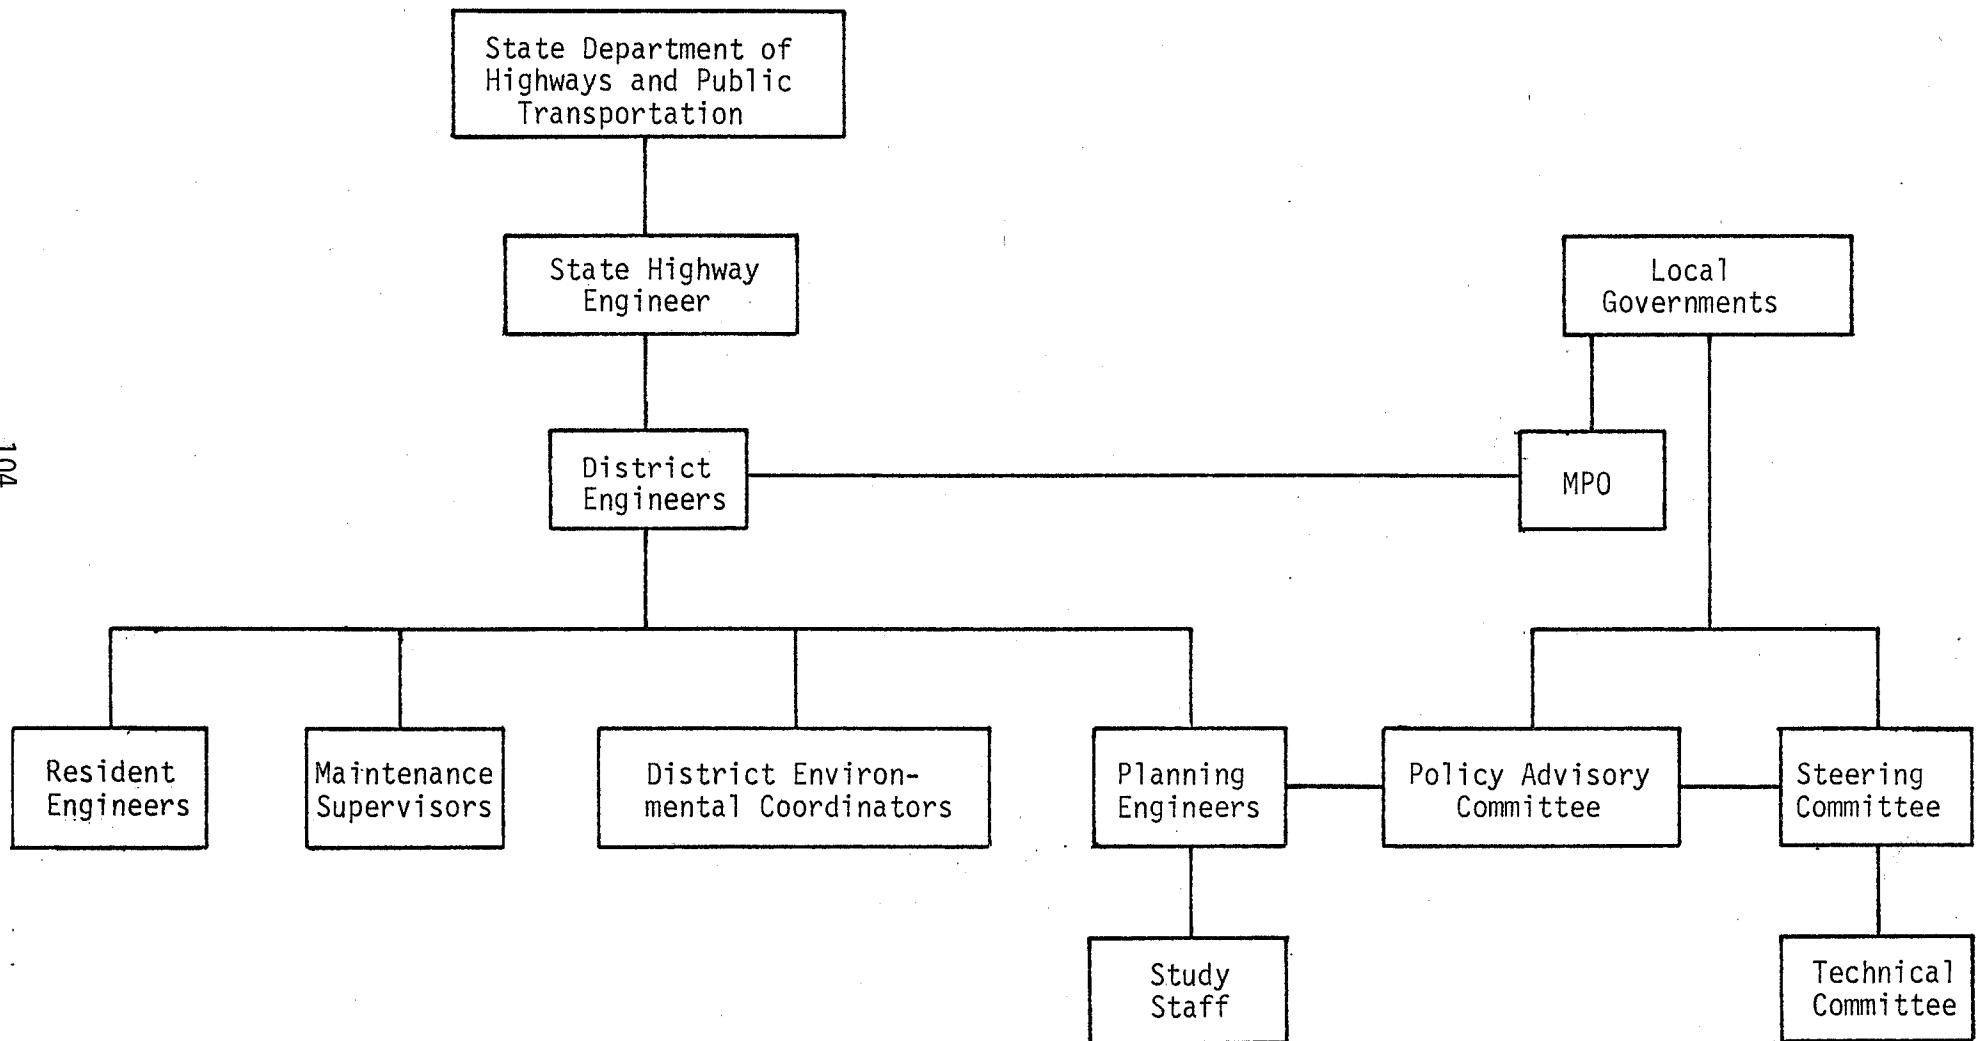 State Department of
Highways and Public
Transportation
State Highway
Engineer
Local
Governments
District
Engineers
MPO
104
Resident
Engineers
Maintenance
Supervisors
District Environ-
mental Coordinators
Planning
Engineers
Policy Advisory
Committee
Steering
Committee
Study
Staff
Technical
Committee